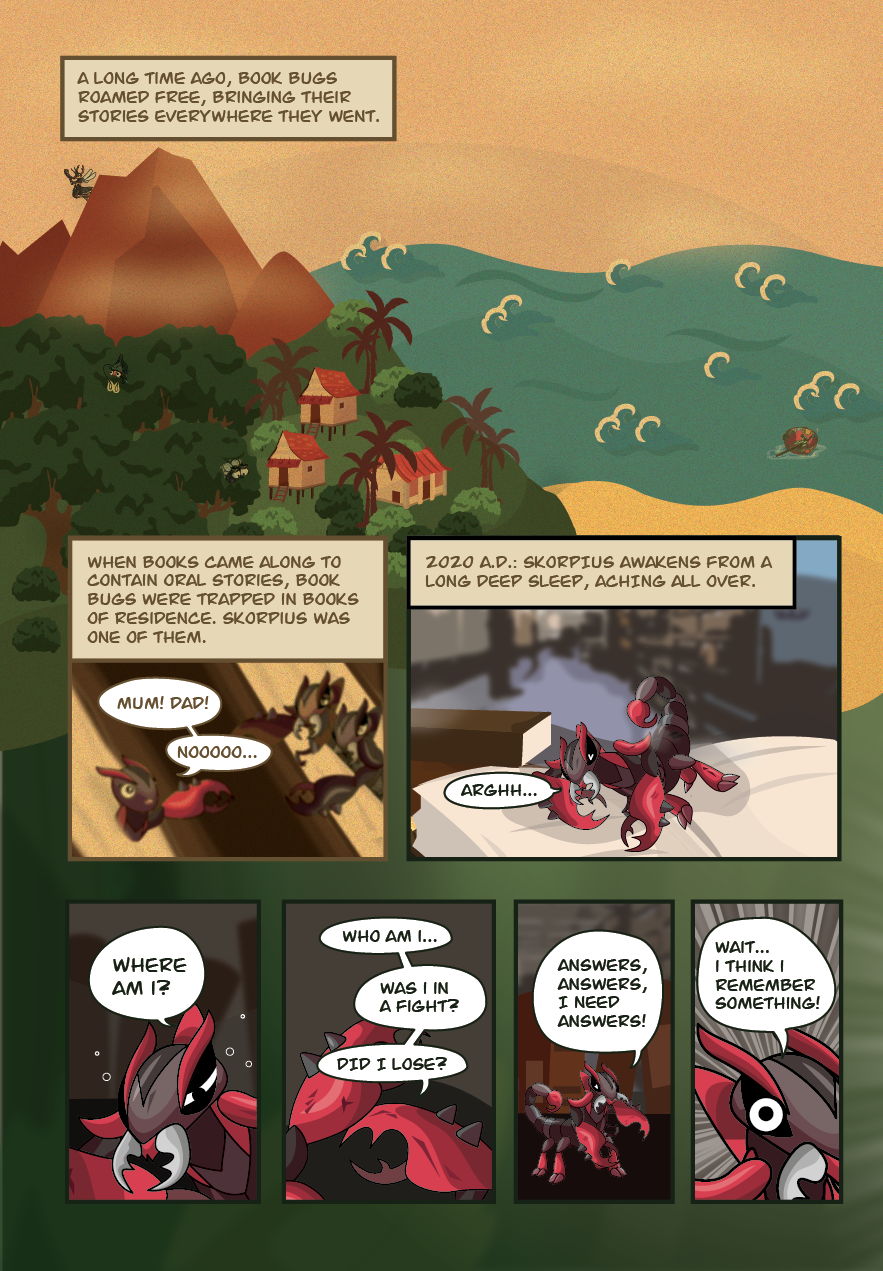 A LONG TIME AGO, BOOK BUGS
ROAMED FREE, BRINGING THEIR
STORIES EVERYWHERE THEY WENT.
WHEN BOOKS CAME ALONG TO
CONTAIN ORAL STORIES, BOOK
BUGS WERE TRAPPED IN BOOKS
OF RESIDENCE. SKORPIUS WAS
ONE OF THEM.
MUM! DAD!
NOOOOO...
2020 A.D.: SKORPIUS AWAKENS FROM A
LONG DEEP SLEEP, ACHING ALL OVER.
ARGHH...
WHERE
AM I?
WHO AM I...
WAS I IN
A FIGHT?
DID I LOSE?
ANSWERS,
ANSWERS,
I NEED
ANSWERS!
WAIT...
I THINK I
REMEMBER
SOMETHING!